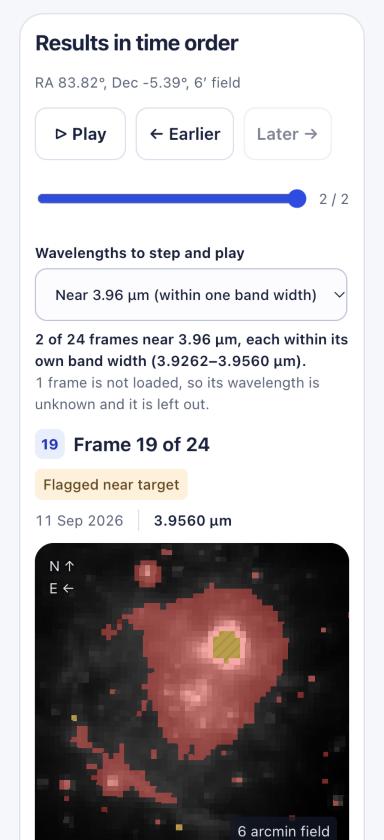 Results in time order
RA 83.82°, Dec -5.39°, 6′ field
▷ Play
← Earlier
Later →
2 / 2
Wavelengths to step and play
Near 3.96 µm (within one band width)
2 of 24 frames near 3.96 µm, each within its
own band width (3.9262–3.9560 µm).
1 frame is not loaded, so its wavelength is
unknown and it is left out.
19 Frame 19 of 24
Flagged near target
11 Sep 2026 3.9560 µm
N ↑
E ←
6 arcmin field